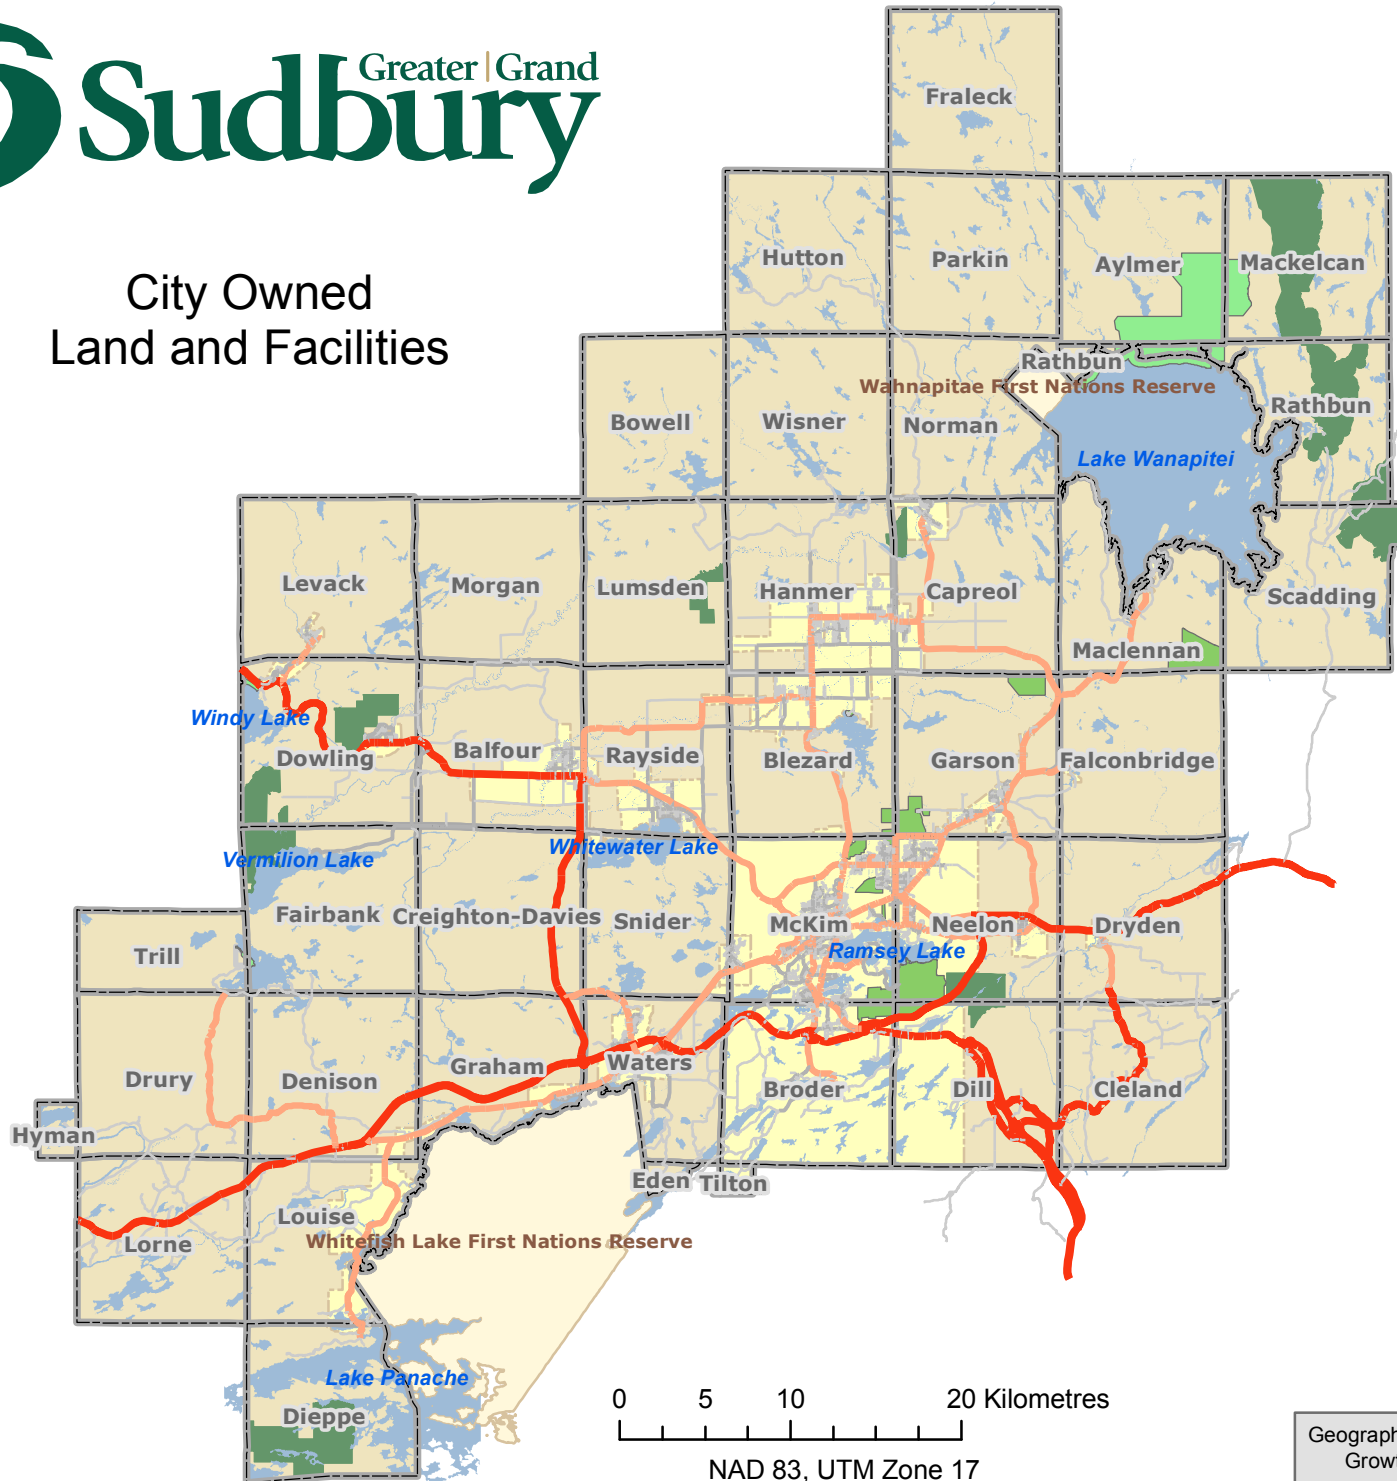 Greater | Grand
Sudbury
City Owned
Land and Facilities
Fraleck
Hutton
Parkin
Aylmer
Mackelcan
Rathbun
Wahnapitae First Nations Reserve
Rathbun
Bowell
Wisner
Norman
Lake Wanapitei
Levack
Morgan
Lumsden
Hanmer
Capreol
Scadding
Maclennan
Windy Lake
Dowling
Balfour
Rayside
Blezard
Garson
Falconbridge
Vermilion Lake
Whitewater Lake
Fairbank
Creighton-Davies
Snider
McKim
Neelon
Dryden
Trill
Ramsey Lake
Drury
Denison
Graham
Waters
Broder
Dill
Cleland
Hyman
Eden
Tilton
Louise
Lorne
Whitefish Lake First Nations Reserve
Lake Panache
Dieppe
0 5 10 20 Kilometres
NAD 83, UTM Zone 17